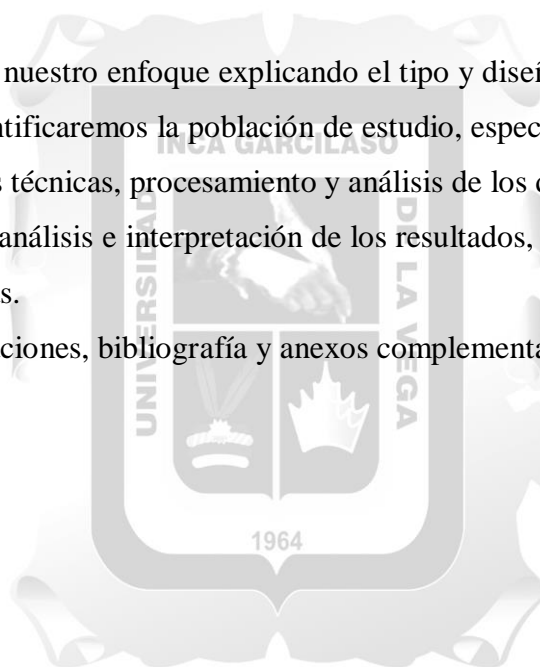 nuestro enfoque explicando el tipo y diseñ
ntificaremos la población de estudio, espec
INCA GARCILASO
s técnicas, procesamiento y análisis de los d
DE LA VEGA
UNIVERSIDAD
análisis e interpretación de los resultados,
s.
ciones, bibliografía y anexos complementa
1964